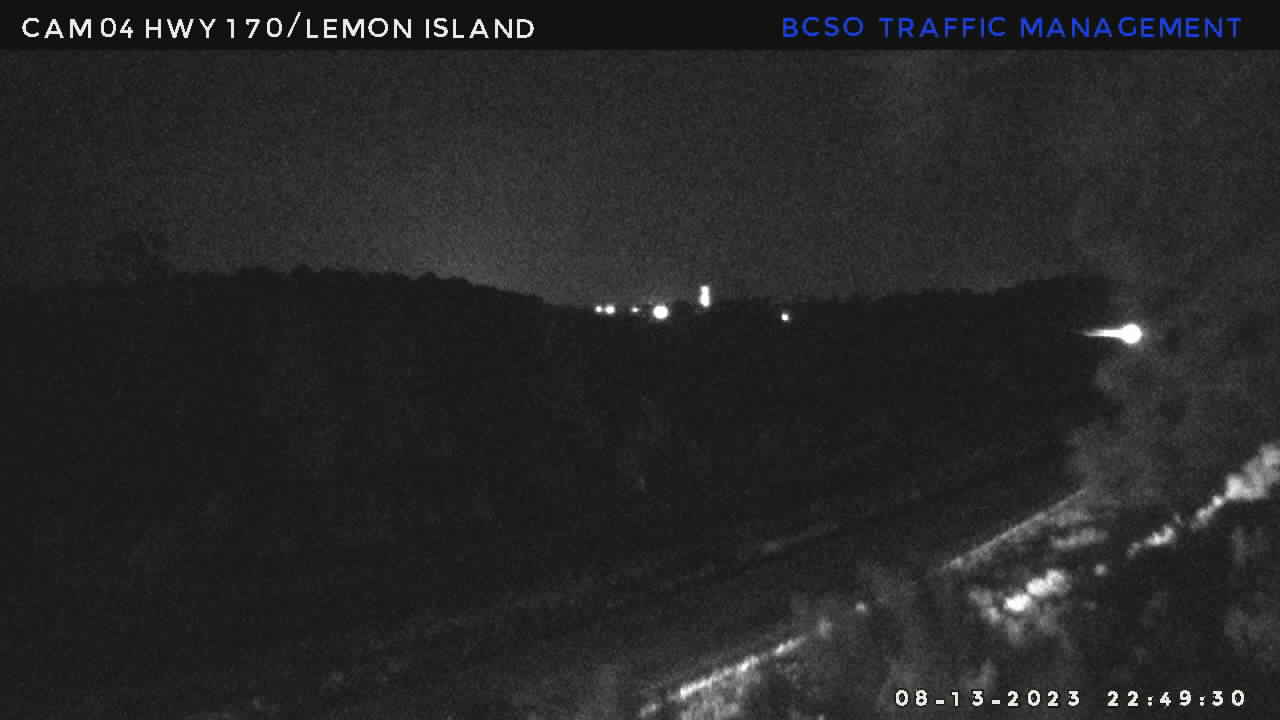 CAM04 HWY 170/LEMON ISLAND
BCSO TRAFFIC MANAGEMENT
08-13-2023 22:49:30